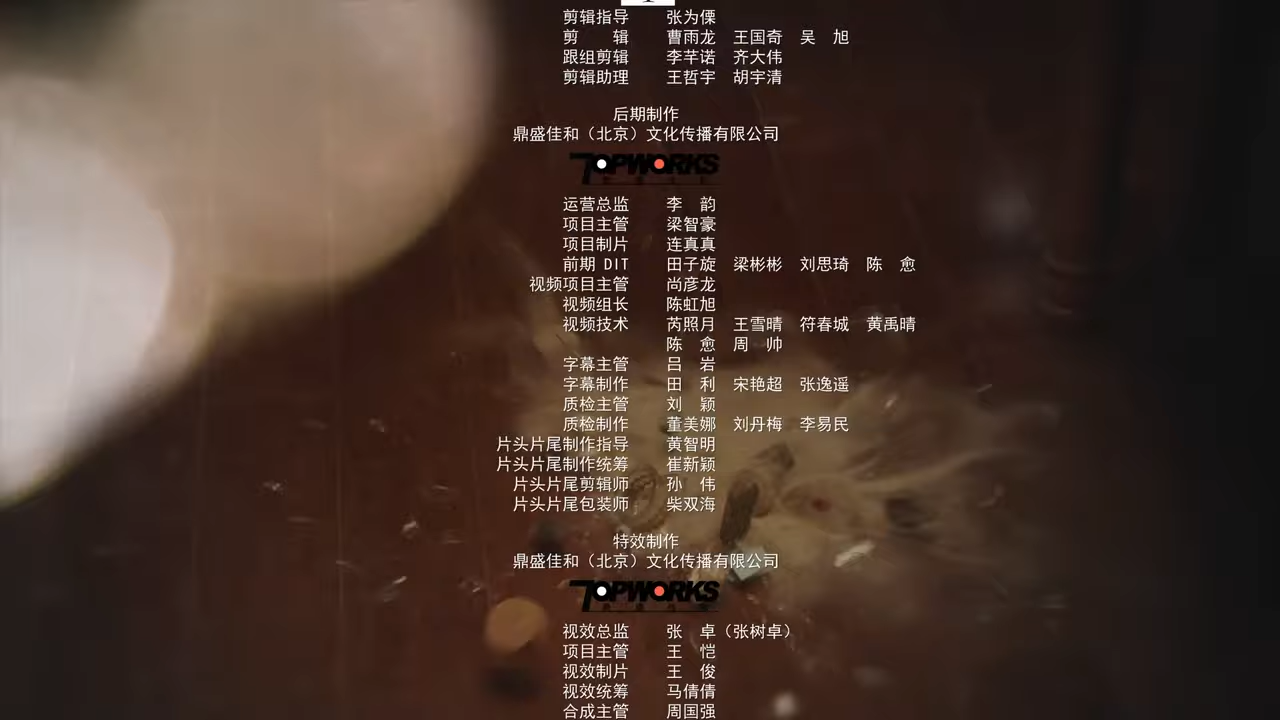 剪辑指导 张为傈
剪 辑 曹雨龙 王国奇 吴 旭
跟组剪辑 李芊诺 齐大伟
剪辑助理 王哲宇 胡宇清
后期制作
鼎盛佳和（北京）文化传播有限公司
TOPWORKS
运营总监 李 韵
项目主管 梁智豪
项目制片 连真真
前期 DIT 田子旋 梁彬彬 刘思琦 陈 愈
视频项目主管 尚彦龙
视频组长 陈虹旭
视频技术 芮照月 王雪晴 符春城 黄禹晴
陈 愈 周 帅
字幕主管 吕 岩
字幕制作 田 利 宋艳超 张逸遥
质检主管 刘 颖
质检制作 董美娜 刘丹梅 李易民
片头片尾制作指导 黄智明
片头片尾制作统筹 崔新颖
片头片尾剪辑师 孙 伟
片头片尾包装师 柴双海
特效制作
鼎盛佳和（北京）文化传播有限公司
TOPWORKS
视效总监 张 卓（张树卓）
项目主管 王 恺
视效制片 王 俊
视效统筹 马倩倩
合成主管 周国强